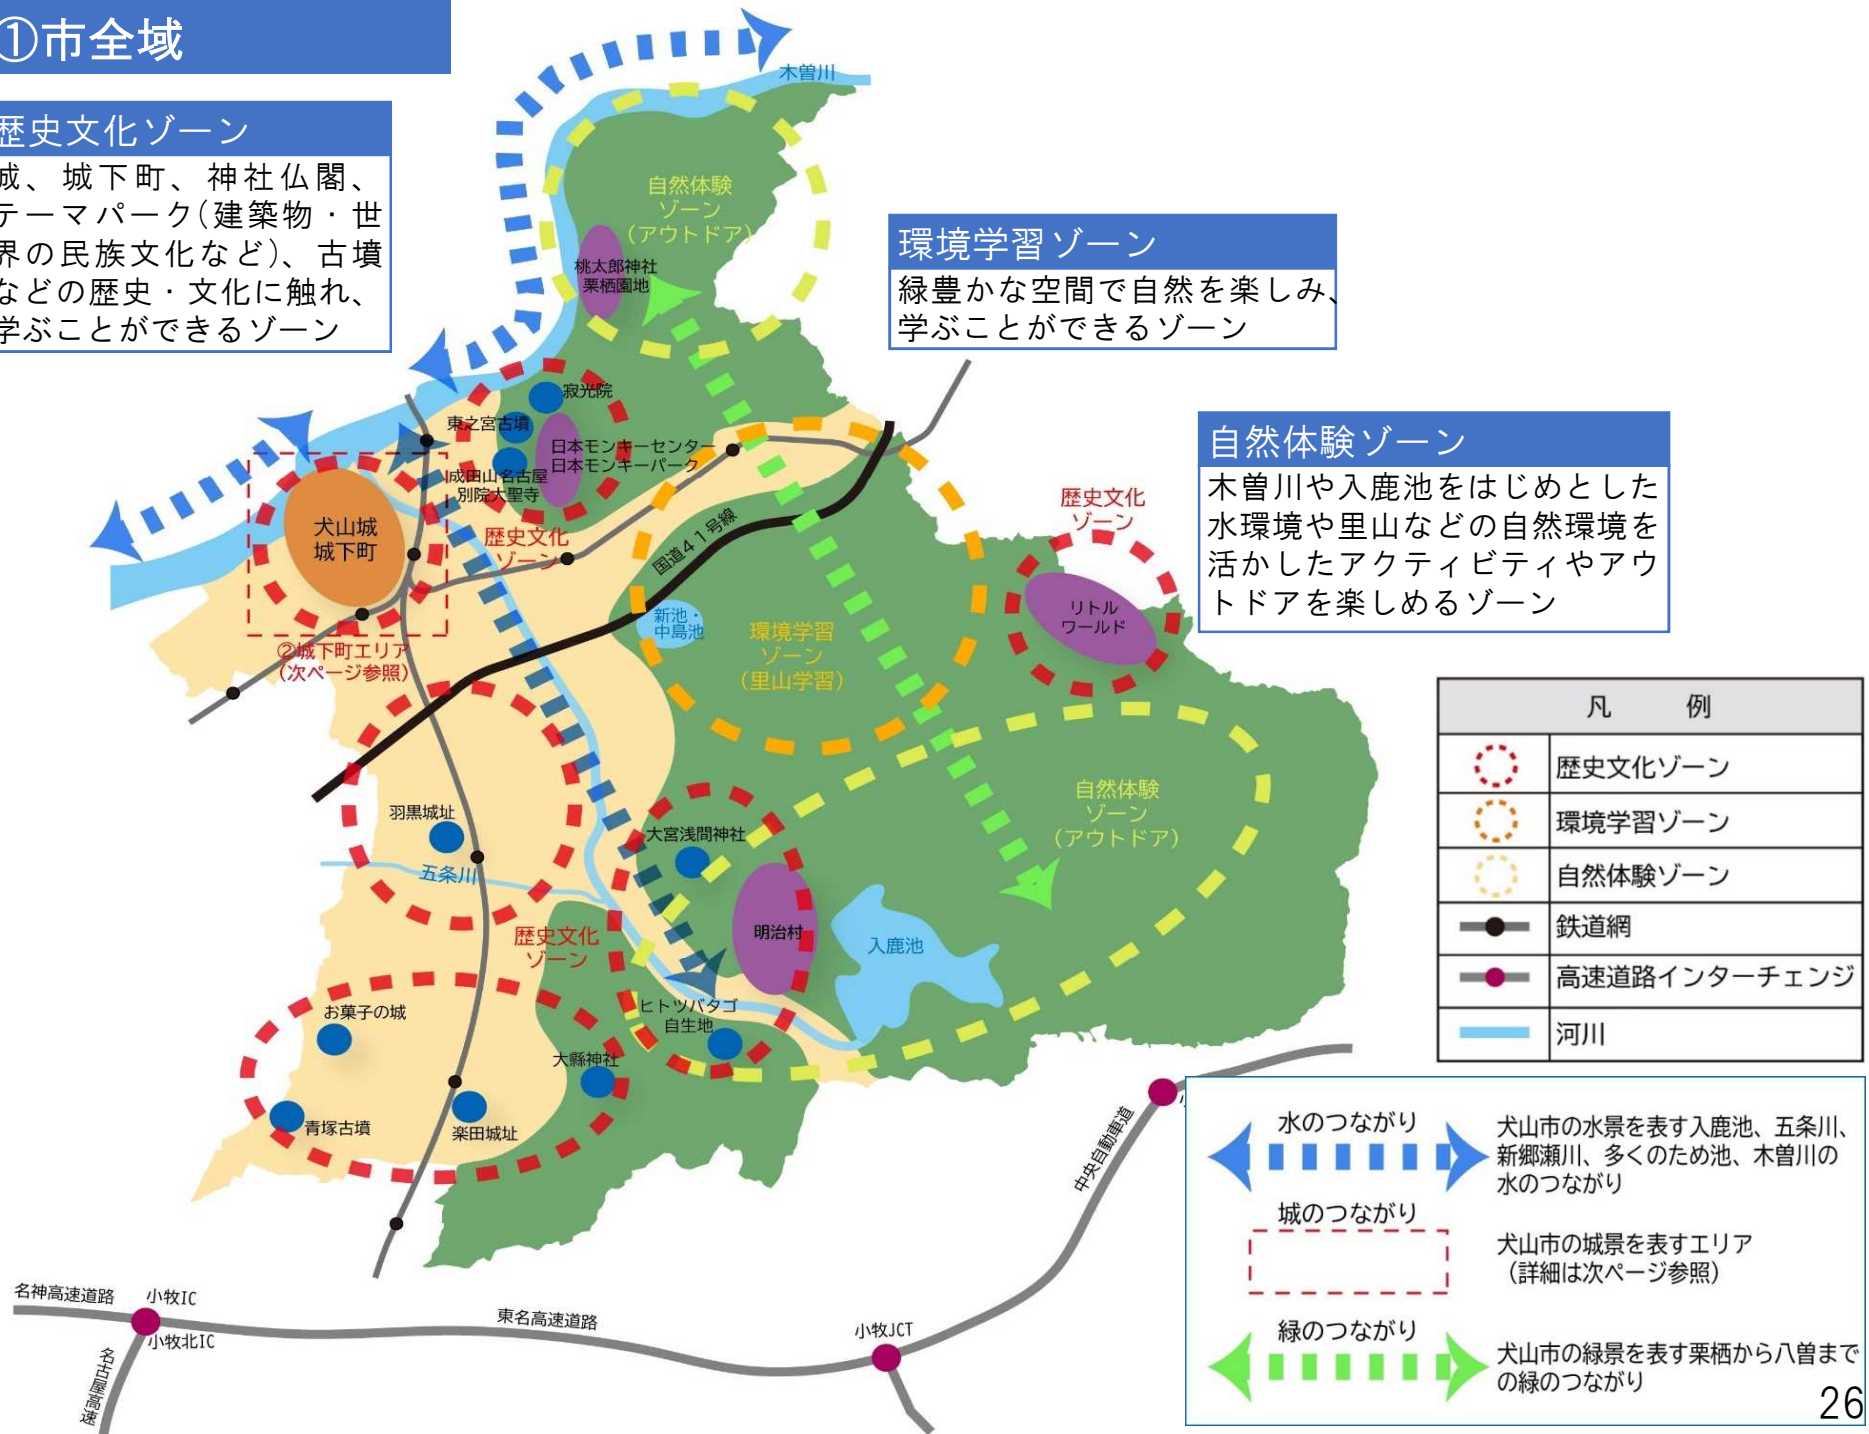 ①市全域
歴史文化ゾーン
城、城下町、神社仏閣、
テーマパーク(建築物・世
界の民族文化など)、古墳
などの歴史・文化に触れ、
学ぶことができるゾーン
木曽川
自然体験
ゾーン
(アウトドア)
桃太郎神社
栗栖園地
環境学習ゾーン
緑豊かな空間で自然を楽しみ、
学ぶことができるゾーン
寂光院
東之宮古墳
日本モンキーセンター
日本モンキーパーク
成田山名古屋
別院大聖寺
自然体験ゾーン
木曽川や入鹿池をはじめとした
水環境や里山などの自然環境を
活かしたアクティビティやアウ
トドアを楽しめるゾーン
犬山城
城下町
歴史文化
ゾーン
国道41号線
歴史文化
ゾーン
リトル
ワールド
新池・
中島池
環境学習
ゾーン
(里山学習)
②城下町エリア
(次ページ参照)
凡 例
歴史文化ゾーン
環境学習ゾーン
自然体験ゾーン
鉄道網
高速道路インターチェンジ
河川
自然体験
ゾーン
(アウトドア)
羽黒城址
五条川
大宮浅間神社
明治村
入鹿池
歴史文化
ゾーン
お菓子の城
ヒトツバタゴ
自生地
大縣神社
青塚古墳
楽田城址
中央自動車道
水のつながり
犬山市の水景を表す入鹿池、五条川、
新郷瀬川、多くのため池、木曽川の
水のつながり
城のつながり
犬山市の城景を表すエリア
(詳細は次ページ参照)
緑のつながり
犬山市の緑景を表す栗栖から八曽まで
の緑のつながり
名神高速道路
小牧IC
小牧北IC
東名高速道路
小牧JCT
名古屋高速
26